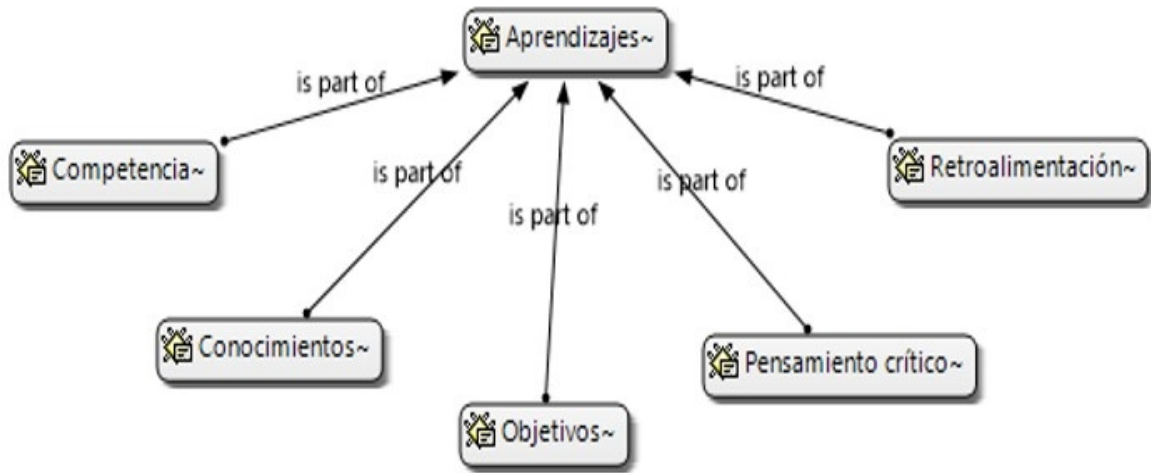 Aprendizajes~
is part of
is part of
Competencia~
Retroalimentación~
is part of
is part of
is part of
Conocimientos~
Pensamiento crítico~
Objetivos~